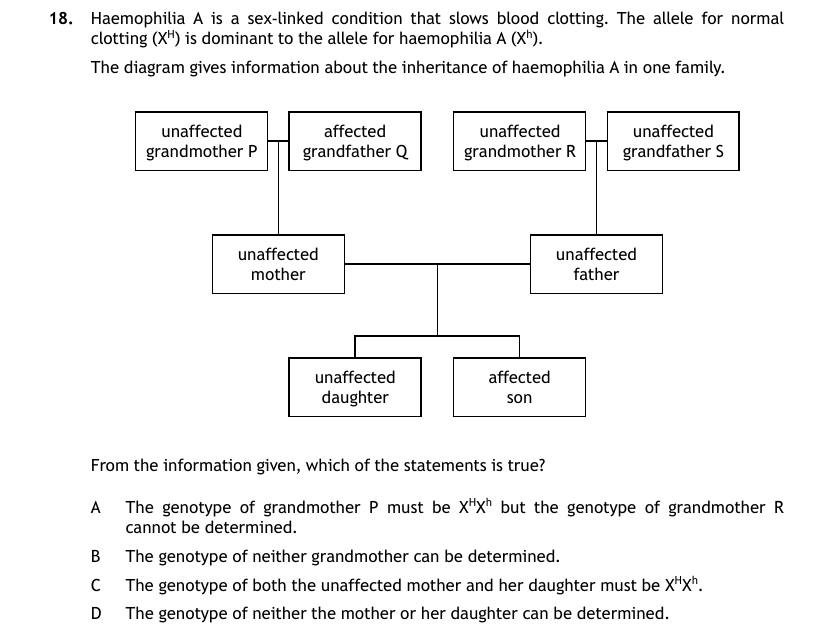 18. Haemophilia A is a sex-linked condition that slows blood clotting. The allele for normal
clotting (Xᴴ) is dominant to the allele for haemophilia A (Xʰ).
The diagram gives information about the inheritance of haemophilia A in one family.
unaffected
grandmother P
affected
grandfather Q
unaffected
grandmother R
unaffected
grandfather S
unaffected
mother
unaffected
father
unaffected
daughter
affected
son
From the information given, which of the statements is true?
A The genotype of grandmother P must be XᴴXʰ but the genotype of grandmother R
cannot be determined.
B The genotype of neither grandmother can be determined.
C The genotype of both the unaffected mother and her daughter must be XᴴXʰ.
D The genotype of neither the mother or her daughter can be determined.